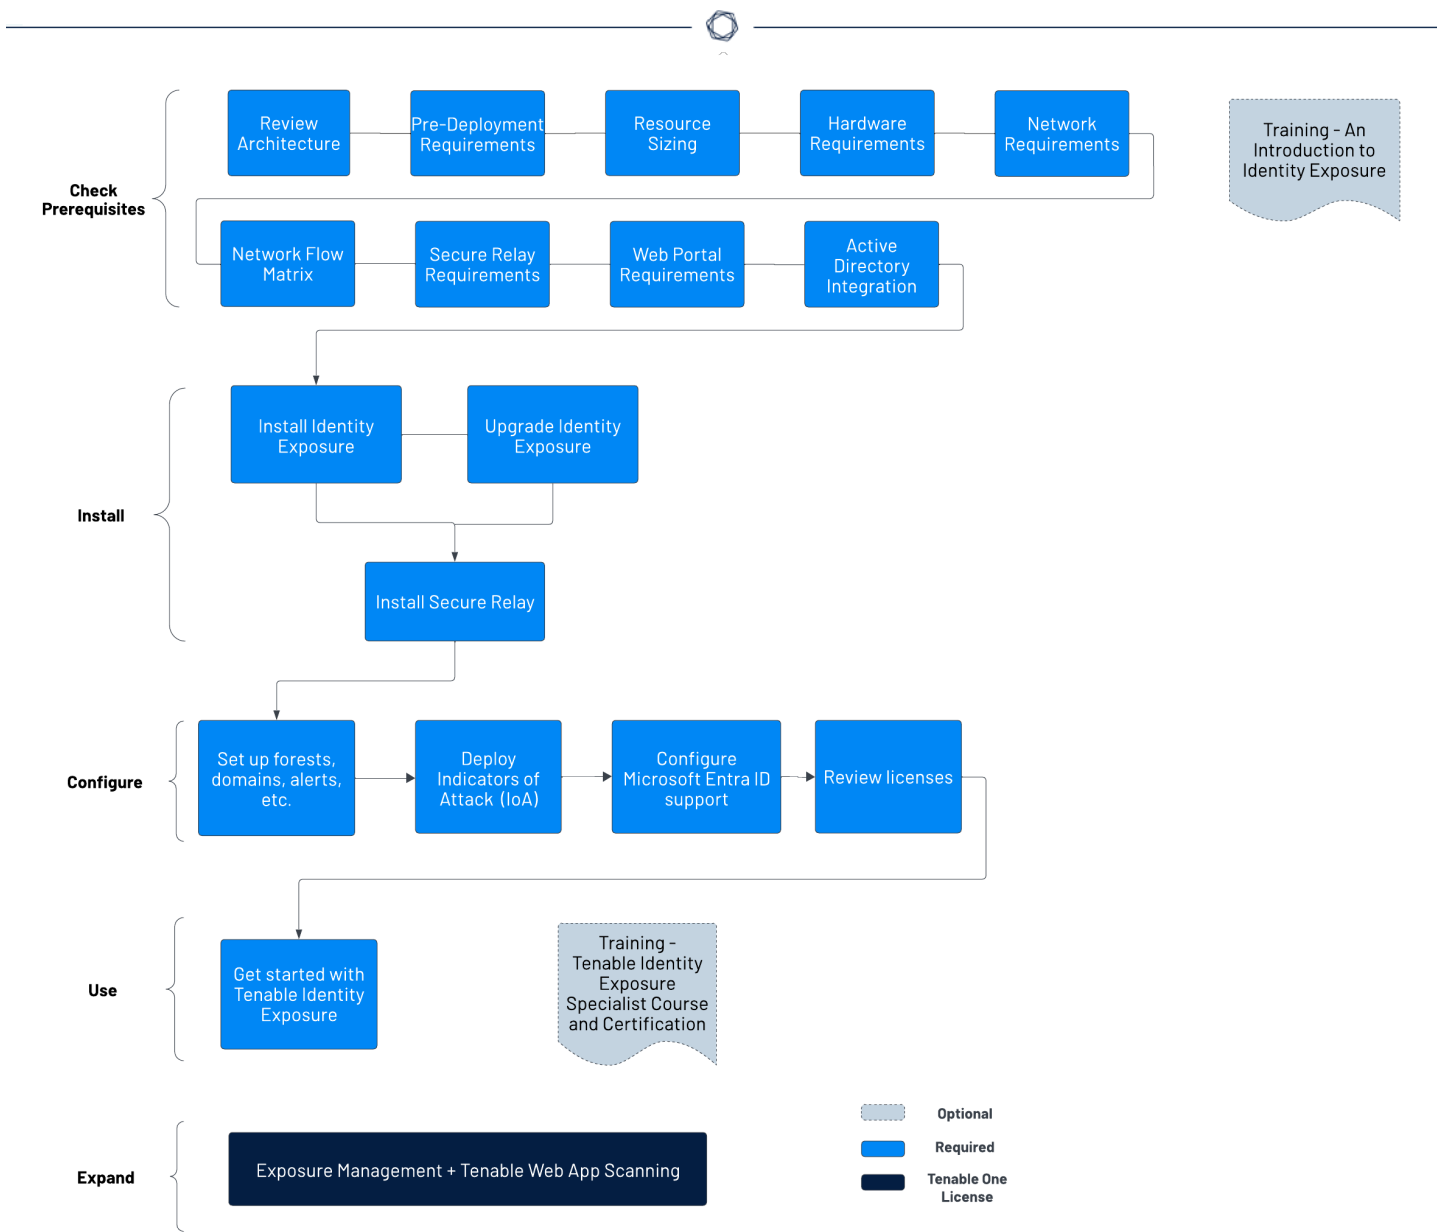 Check
Prerequisites
Review
Architecture
Pre-Deployment
Requirements
Resource
Sizing
Hardware
Requirements
Network
Requirements
Training - An
Introduction to
Identity Exposure
Network Flow
Matrix
Secure Relay
Requirements
Web Portal
Requirements
Active
Directory
Integration
Install
Install Identity
Exposure
Upgrade Identity
Exposure
Install Secure Relay
Configure
Set up forests,
domains, alerts,
etc.
Deploy
Indicators of
Attack (IoA)
Configure
Microsoft Entra ID
support
Review licenses
Use
Get started with
Tenable Identity
Exposure
Training -
Tenable Identity
Exposure
Specialist Course
and Certification
Expand
Exposure Management + Tenable Web App Scanning
Optional
Required
Tenable One
License